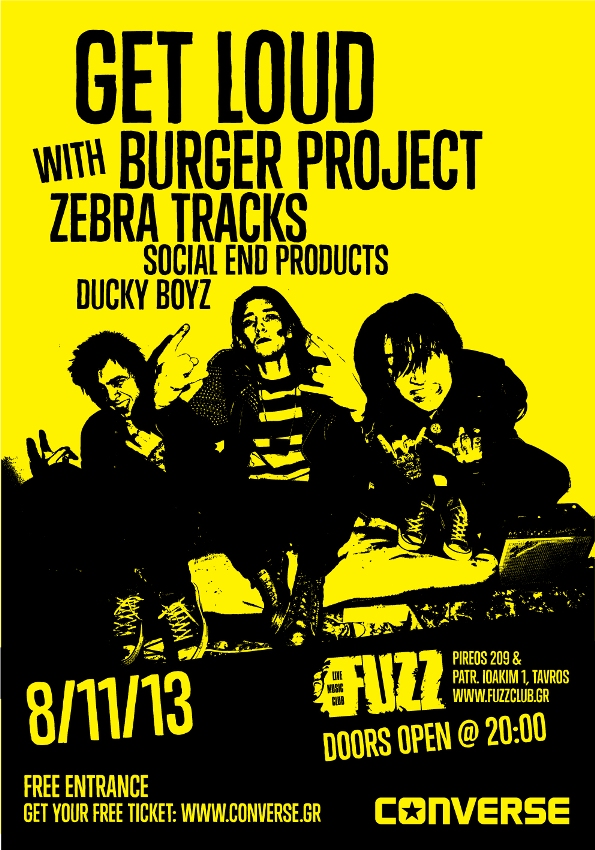 GET LOUD
WITH BURGER PROJECT
ZEBRA TRACKS
SOCIAL END PRODUCTS
DUCKY BOYZ
8/11/13
LIVE
MUSIC
CLUB
FUZZ
PIREOS 209 &
PATR. IOAKIM 1, TAVROS
WWW.FUZZCLUB.GR
DOORS OPEN @ 20:00
FREE ENTRANCE
GET YOUR FREE TICKET: WWW.CONVERSE.GR
CONVERSE